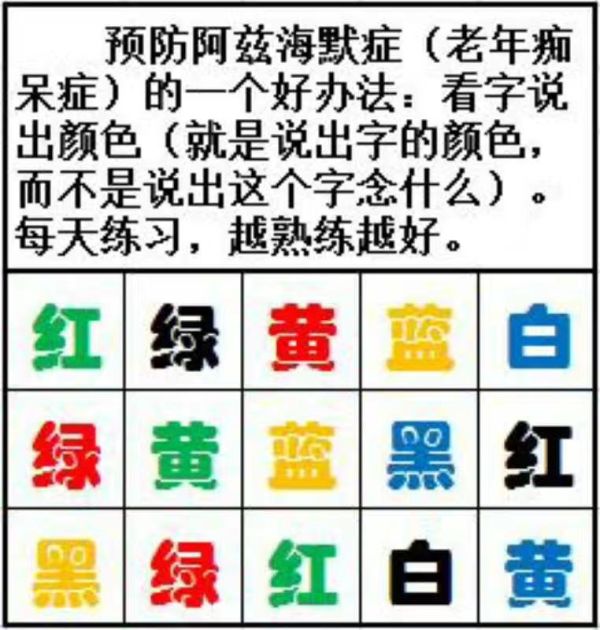 预防阿兹海默症（老年痴
呆症）的一个好办法：看字说
出颜色（就是说出字的颜色，
而不是说出这个字念什么）。
每天练习，越熟练越好。
红 绿 黄 蓝 白
绿 黄 蓝 黑 红
黑 绿 红 白 黄